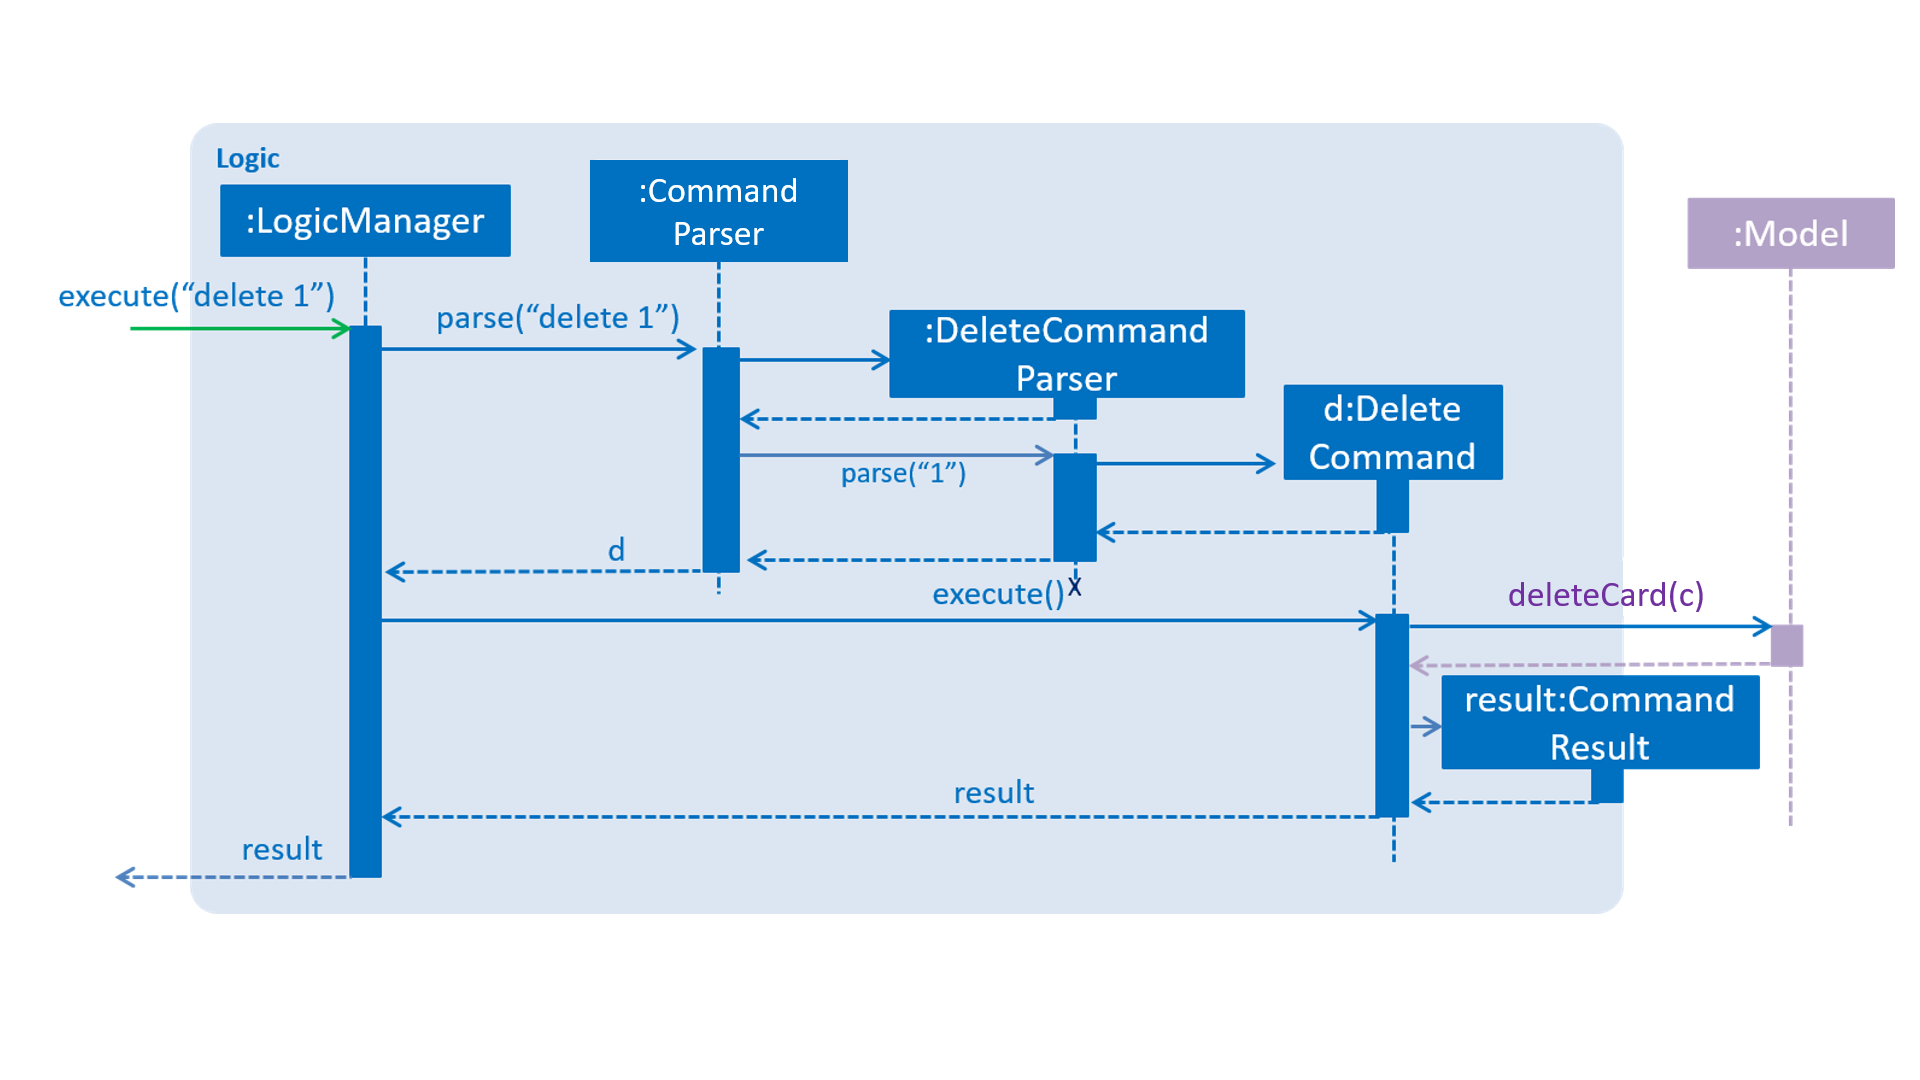 Logic
:LogicManager
:Command
Parser
:Model
execute(“delete 1”)
parse(“delete 1”)
:DeleteCommand
Parser
d:Delete
Command
parse(“1”)
d
execute()
X
deleteCard(c)
result:Command
Result
result
result